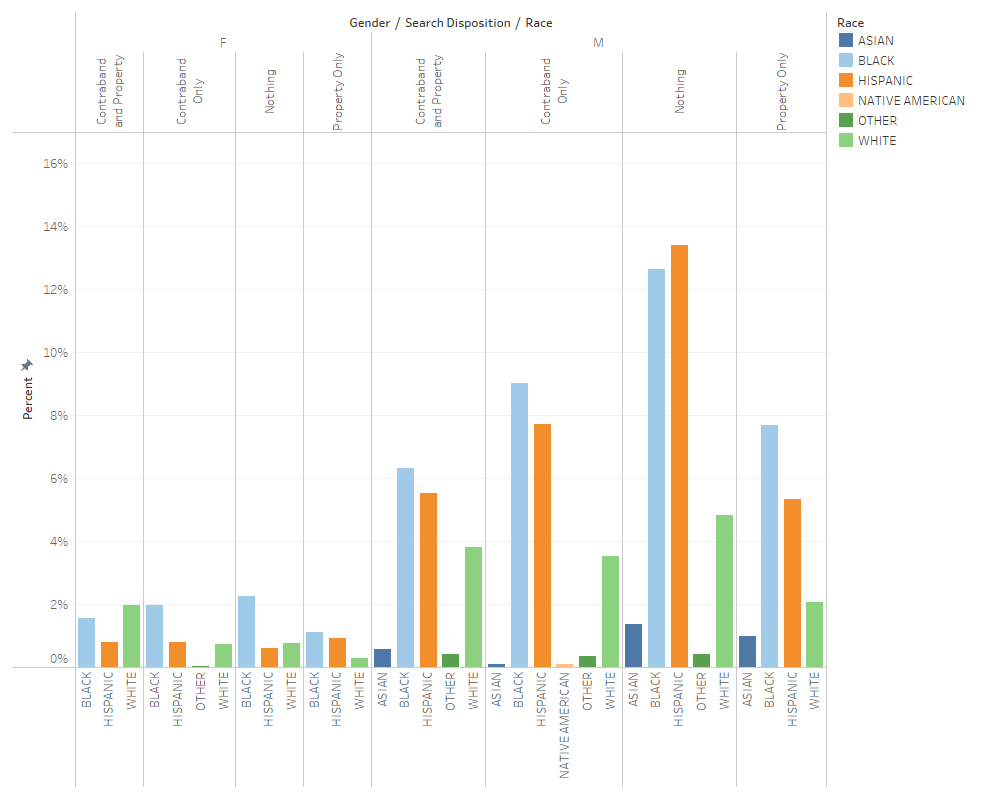 Gender / Search Disposition / Race
F
M
Contraband
and Property
Contraband
Only
Nothing
Property Only
Contraband
and Property
Contraband
Only
Nothing
Property Only
Race
ASIAN
BLACK
HISPANIC
NATIVE AMERICAN
OTHER
WHITE
16%
14%
12%
10%
8%
6%
4%
2%
0%
Percent
BLACK
HISPANIC
WHITE
BLACK
HISPANIC
OTHER
WHITE
BLACK
HISPANIC
WHITE
BLACK
HISPANIC
WHITE
ASIAN
BLACK
HISPANIC
OTHER
WHITE
ASIAN
BLACK
HISPANIC
NATIVE AMERICAN
OTHER
WHITE
ASIAN
BLACK
HISPANIC
OTHER
WHITE
ASIAN
BLACK
HISPANIC
WHITE